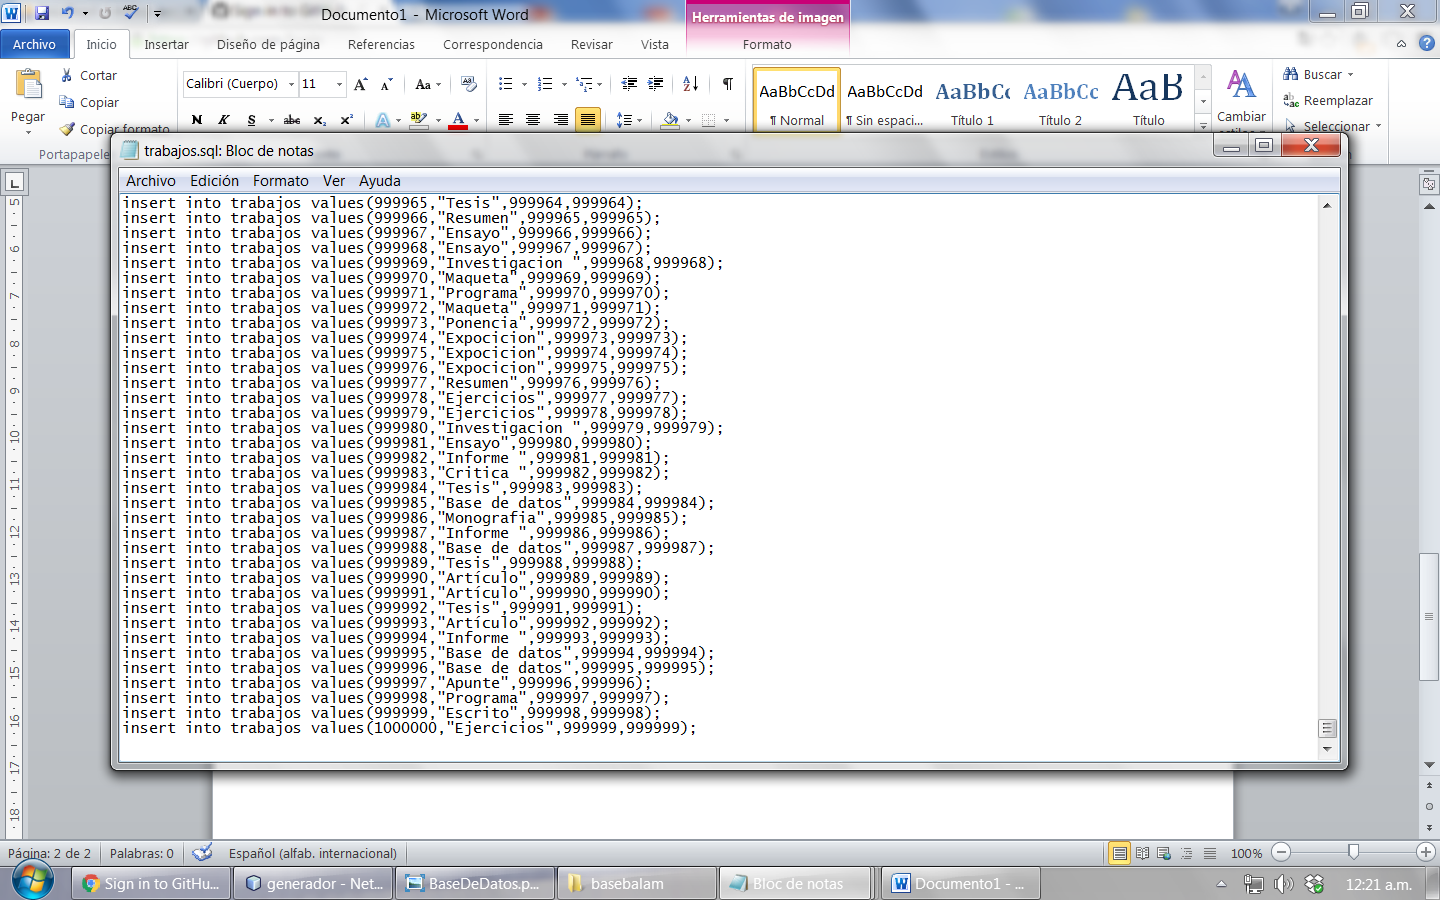 Documento1 - Microsoft Word
Herramientas de imagen
Archivo Inicio Insertar Diseño de página Referencias Correspondencia Revisar Vista Formato
Pegar
Cortar
Copiar
Copiar formato
Portapapele
Calibri (Cuerpo) 11
AaBbCcDd AaBbCcDd AaBbCc AaBbCc AaB
¶ Normal ¶ Sin espaci... Título 1 Título 2 Título
Cambiar
Buscar
Reemplazar
Seleccionar
trabajos.sql: Bloc de notas
Archivo Edición Formato Ver Ayuda
insert into trabajos values(999965,"Tesis",999964,999964);
insert into trabajos values(999966,"Resumen",999965,999965);
insert into trabajos values(999967,"Ensayo",999966,999966);
insert into trabajos values(999968,"Ensayo",999967,999967);
insert into trabajos values(999969,"Investigacion ",999968,999968);
insert into trabajos values(999970,"Maqueta",999969,999969);
insert into trabajos values(999971,"Programa",999970,999970);
insert into trabajos values(999972,"Maqueta",999971,999971);
insert into trabajos values(999973,"Ponencia",999972,999972);
insert into trabajos values(999974,"Expocicion",999973,999973);
insert into trabajos values(999975,"Expocicion",999974,999974);
insert into trabajos values(999976,"Expocicion",999975,999975);
insert into trabajos values(999977,"Resumen",999976,999976);
insert into trabajos values(999978,"Ejercicios",999977,999977);
insert into trabajos values(999979,"Ejercicios",999978,999978);
insert into trabajos values(999980,"Investigacion ",999979,999979);
insert into trabajos values(999981,"Ensayo",999980,999980);
insert into trabajos values(999982,"Informe ",999981,999981);
insert into trabajos values(999983,"Critica ",999982,999982);
insert into trabajos values(999984,"Tesis",999983,999983);
insert into trabajos values(999985,"Base de datos",999984,999984);
insert into trabajos values(999986,"Monografia",999985,999985);
insert into trabajos values(999987,"Informe ",999986,999986);
insert into trabajos values(999988,"Base de datos",999987,999987);
insert into trabajos values(999989,"Tesis",999988,999988);
insert into trabajos values(999990,"Artículo",999989,999989);
insert into trabajos values(999991,"Artículo",999990,999990);
insert into trabajos values(999992,"Tesis",999991,999991);
insert into trabajos values(999993,"Artículo",999992,999992);
insert into trabajos values(999994,"Informe ",999993,999993);
insert into trabajos values(999995,"Base de datos",999994,999994);
insert into trabajos values(999996,"Base de datos",999995,999995);
insert into trabajos values(999997,"Apunte",999996,999996);
insert into trabajos values(999998,"Programa",999997,999997);
insert into trabajos values(999999,"Escrito",999998,999998);
insert into trabajos values(1000000,"Ejercicios",999999,999999);
Página: 2 de 2 Palabras: 0 Español (alfab. internacional) 100%
Sign in to GitHu... generador - Net... BaseDeDatos.p... basebalam Bloc de notas Documento1 - ... 12:21 a.m.